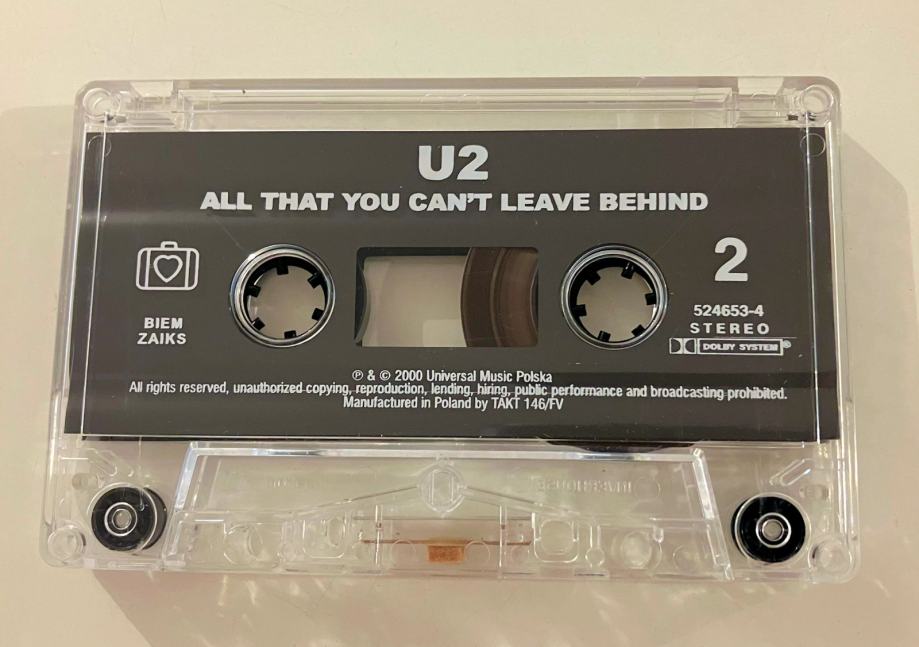 U2
ALL THAT YOU CAN'T LEAVE BEHIND
2
BIEM
ZAIKS
524653-4
STEREO
DOLBY SYSTEM®
℗ & © 2000 Universal Music Polska
All rights reserved, unauthorized copying, reproduction, lending, hiring, public performance and broadcasting prohibited.
Manufactured in Poland by TAKT 146/FV